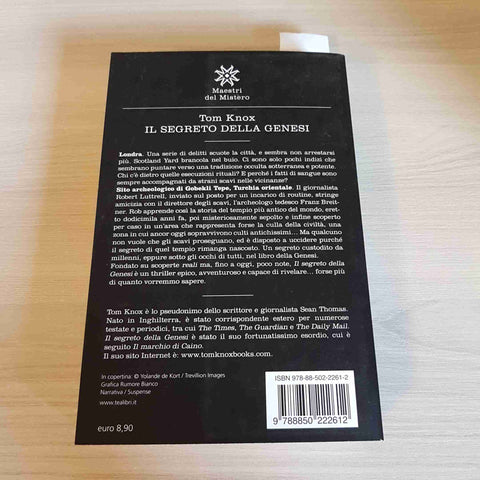 Maestri
del Mistero
Tom Knox
IL SEGRETO DELLA GENESI
Londra. Una serie di delitti scuote la città, e sembra non arrestarsi
più. Scotland Yard brancola nel buio. Ci sono solo pochi indizi che
sembrano puntare verso una tradizione occulta sotterranea e potente.
Chi c'è dietro quelle esecuzioni rituali? E perché i fatti di sangue sono
sempre accompagnati da strani scavi nelle vicinanze?
Sito archeologico di Gobekli Tepe, Turchia orientale. Il giornalista
Robert Luttrell, inviato sul posto per un incarico di routine, stringe
amicizia con il direttore degli scavi, l'archeologo tedesco Franz Breit-
ner. Rob apprende così la storia del tempio più antico del mondo, eret-
to dodicimila anni fa, poi misteriosamente sepolto e infine scoperto
per caso in un'area che rappresenta forse la culla della civiltà, una
zona in cui ancor oggi sopravvivono culti antichissimi... Ma qualcuno
non vuole che gli scavi proseguano, ed è disposto a uccidere purché
il segreto di quel tempio rimanga nascosto. Un segreto custodito da
millenni, eppure sotto gli occhi di tutti, nel libro della Genesi.
Fondato su scoperte reali ma, fino a oggi, poco note, Il segreto della
Genesi è un thriller epico, avventuroso e capace di rivelare... forse più
di quanto vorremmo sapere.
Tom Knox è lo pseudonimo dello scrittore e giornalista Sean Thomas.
Nato in Inghilterra, è stato corrispondente estero per numerose
testate e periodici, tra cui The Times, The Guardian e The Daily Mail.
Il segreto della Genesi è stato il suo fortunatissimo esordio, cui è
seguito Il marchio di Caino.
Il suo sito Internet è: www.tomknoxbooks.com.
In copertina: © Yolande de Kort / Trevillion Images
Grafica Rumore Bianco
Narrativa / Suspense
www.tealibri.it
euro 8,90
ISBN 978-88-502-2261-2
9 788850 222612